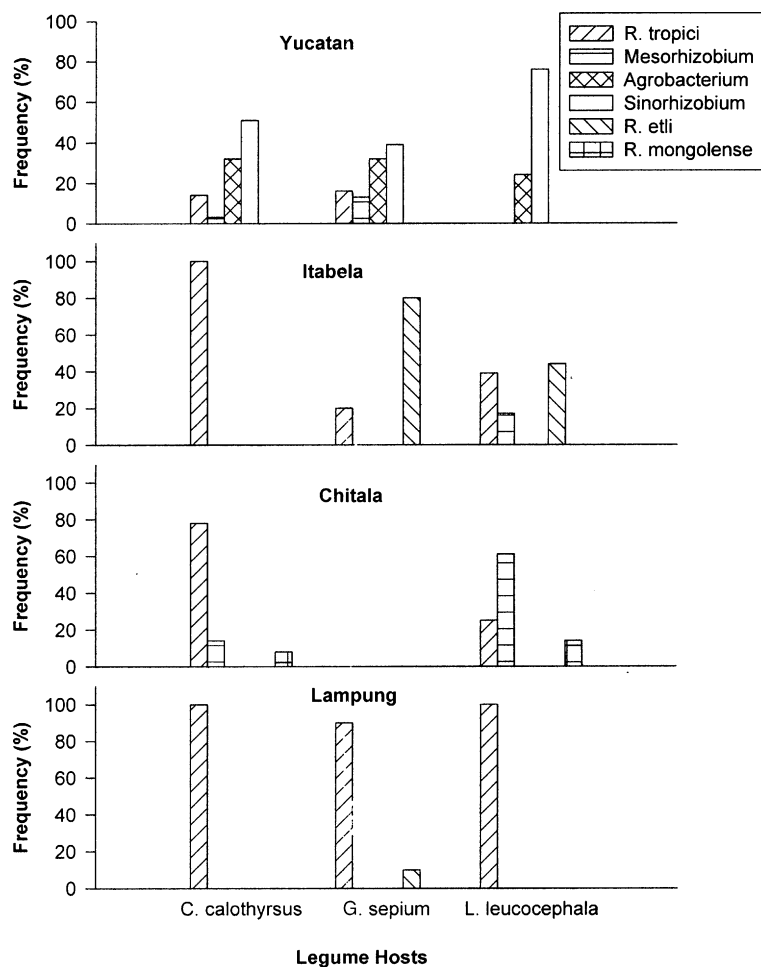 Yucatan
Frequency (%)
100
80
60
40
20
0
R. tropici
Mesorhizobium
Agrobacterium
Sinorhizobium
R. etli
R. mongolense
Itabela
Frequency (%)
100
80
60
40
20
0
Chitala
Frequency (%)
100
80
60
40
20
0
Lampung
Frequency (%)
100
80
60
40
20
0
C. calothyrsus G. sepium L. leucocephala
Legume Hosts